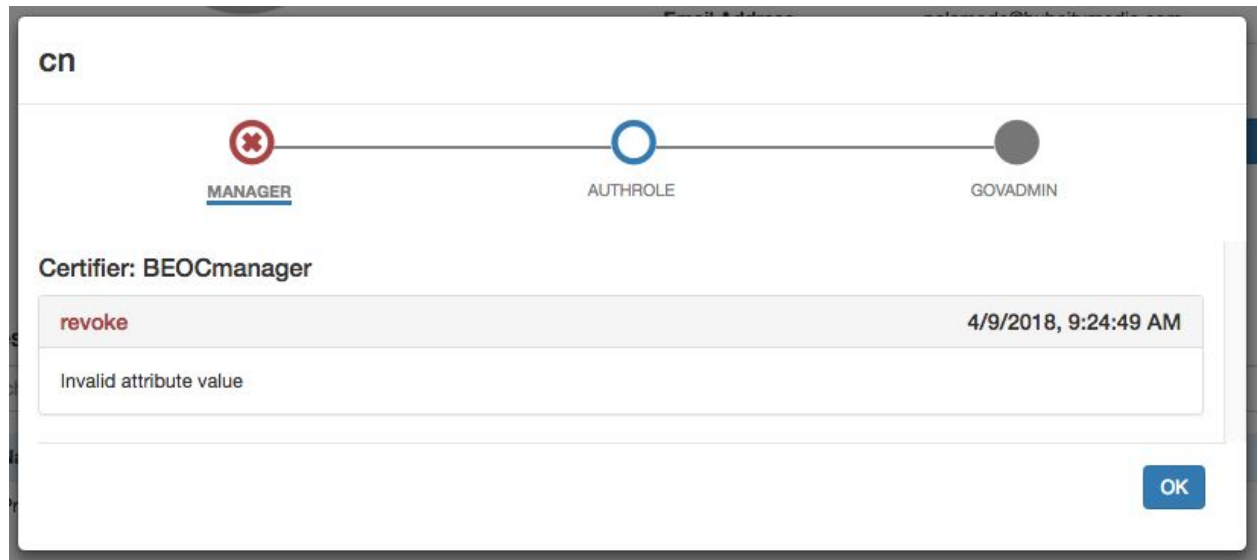 cn
MANAGER AUTHROLE GOVADMIN
Certifier: BEOCmanager
revoke 4/9/2018, 9:24:49 AM
Invalid attribute value
OK